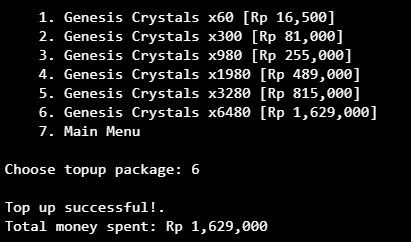 1. Genesis Crystals x60 [Rp 16,500]
2. Genesis Crystals x300 [Rp 81,000]
3. Genesis Crystals x980 [Rp 255,000]
4. Genesis Crystals x1980 [Rp 489,000]
5. Genesis Crystals x3280 [Rp 815,000]
6. Genesis Crystals x6480 [Rp 1,629,000]
7. Main Menu
Choose topup package: 6
Top up successful!.
Total money spent: Rp 1,629,000